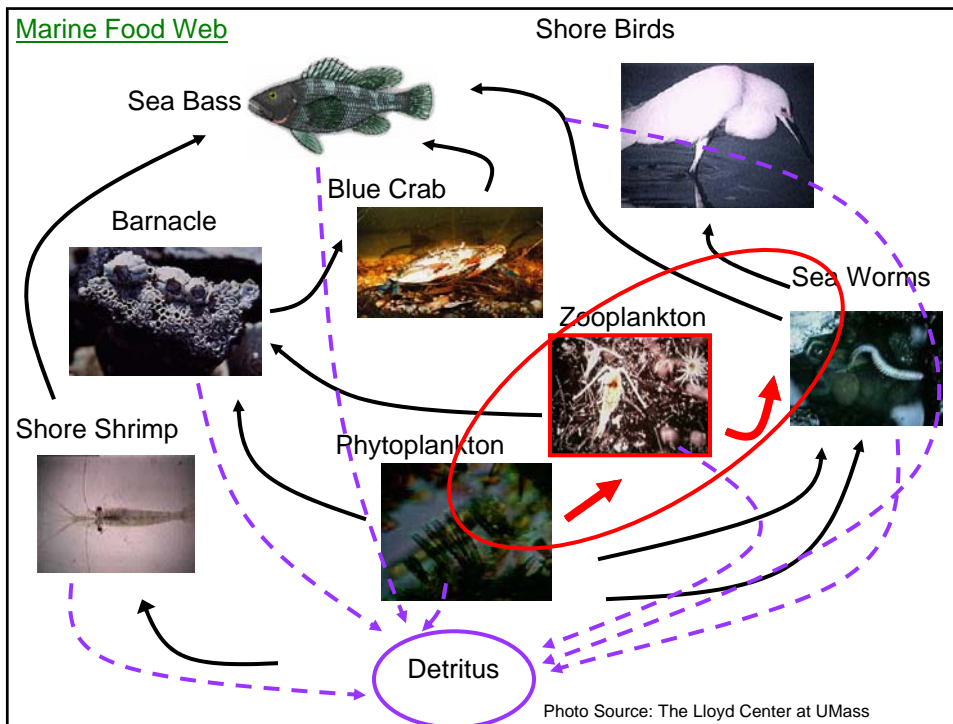 Marine Food Web
Shore Birds
Sea Bass
Blue Crab
Barnacle
Sea Worms
Zooplankton
Shore Shrimp
Phytoplankton
Detritus
Photo Source: The Lloyd Center at UMass